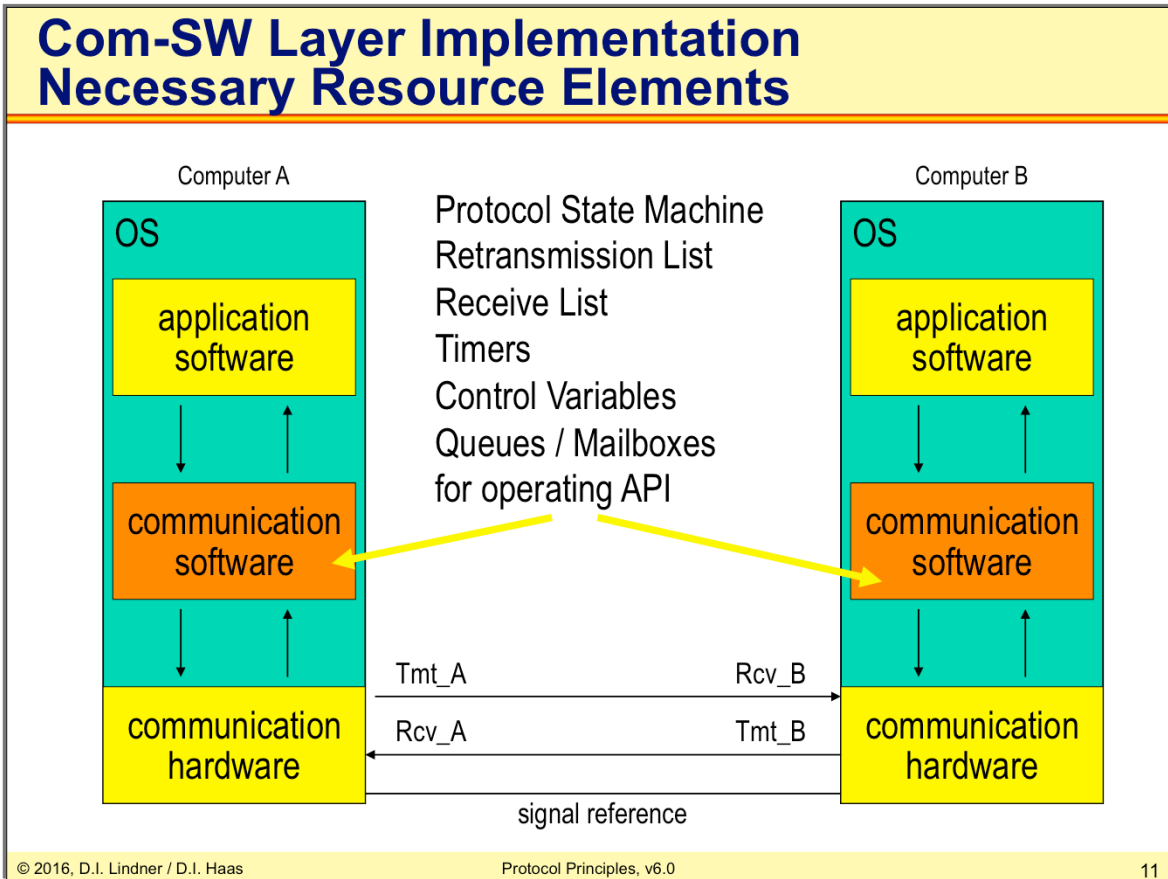 Com-SW Layer Implementation
Necessary Resource Elements
Computer A
OS
application
software
communication
software
communication
hardware
Protocol State Machine
Retransmission List
Receive List
Timers
Control Variables
Queues / Mailboxes
for operating API
Tmt_A
Rcv_B
Rcv_A
Tmt_B
signal reference
Computer B
OS
application
software
communication
software
communication
hardware
© 2016, D.I. Lindner / D.I. Haas
Protocol Principles, v6.0
11